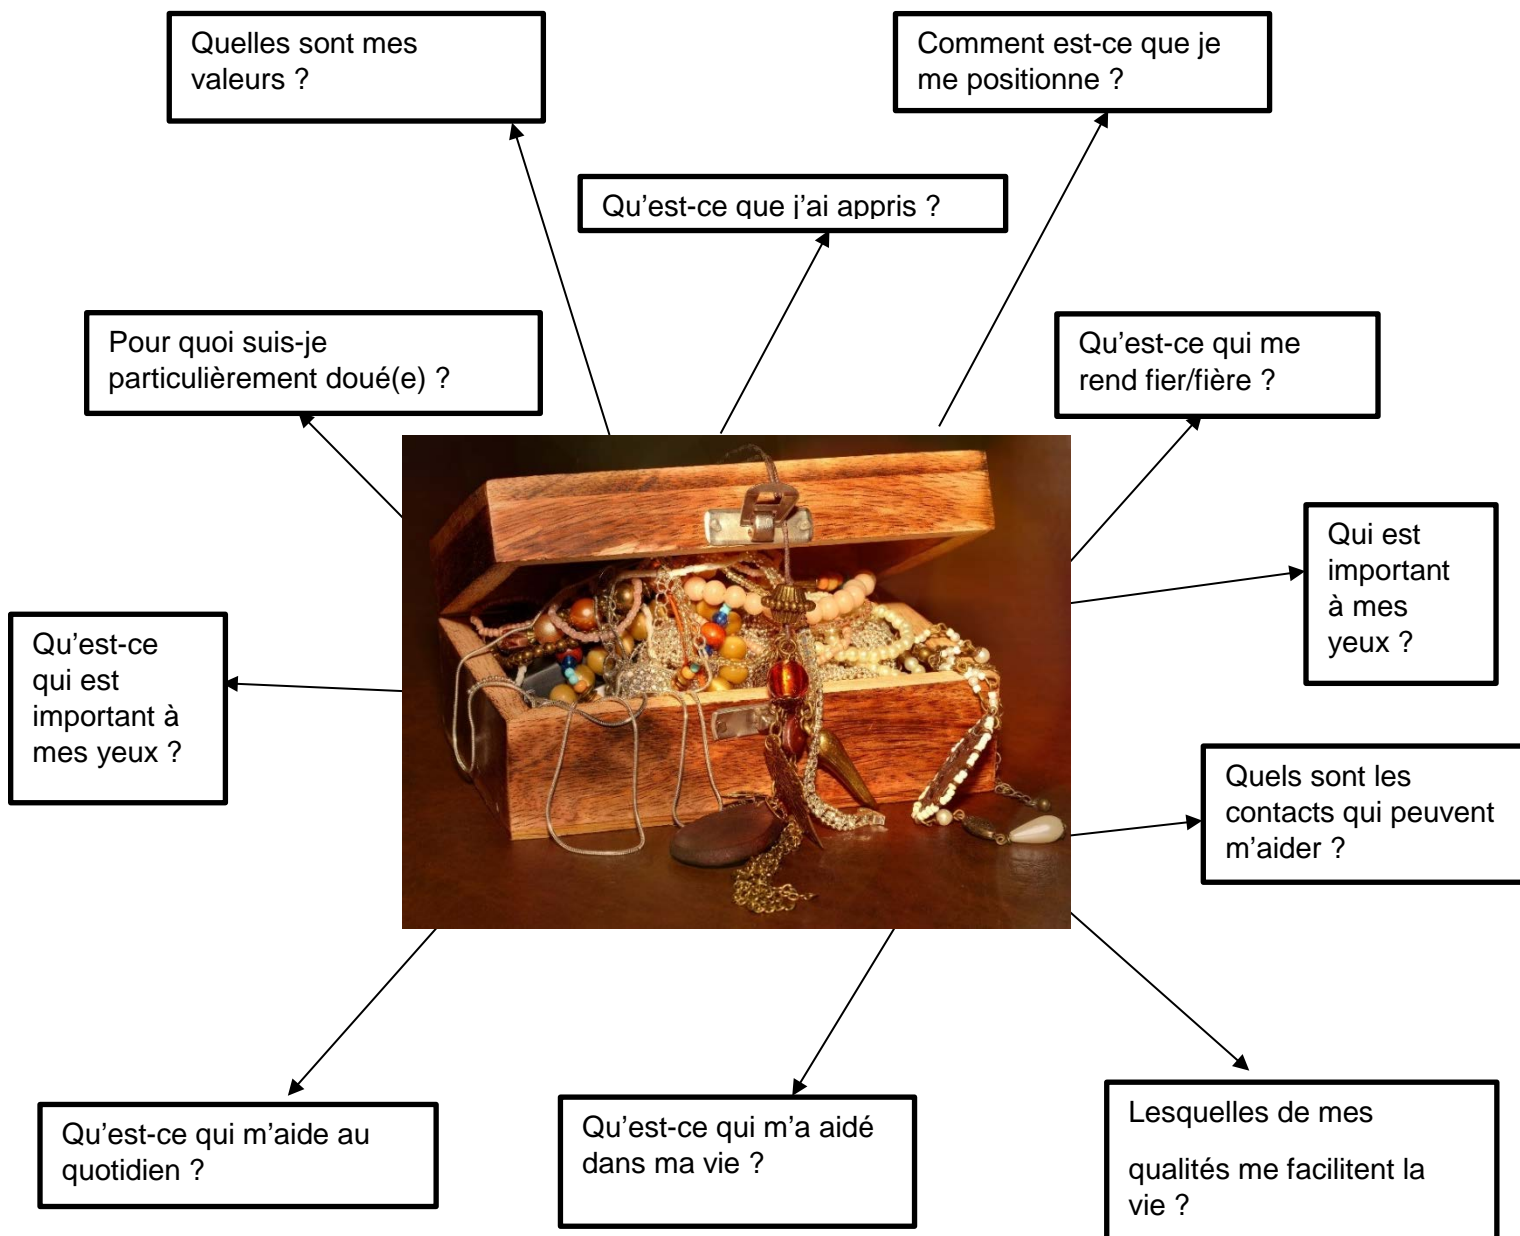 Quelles sont mes
valeurs ?
Comment est-ce que je
me positionne ?
Qu’est-ce que j’ai appris ?
Pour quoi suis-je
particulièrement doué(e) ?
Qu’est-ce qui me
rend fier/fière ?
Qui est
important
à mes
yeux ?
Qu’est-ce
qui est
important à
mes yeux ?
Quels sont les
contacts qui peuvent
m’aider ?
Qu’est-ce qui m’aide au
quotidien ?
Qu’est-ce qui m’a aidé
dans ma vie ?
Lesquelles de mes
qualités me facilitent la
vie ?